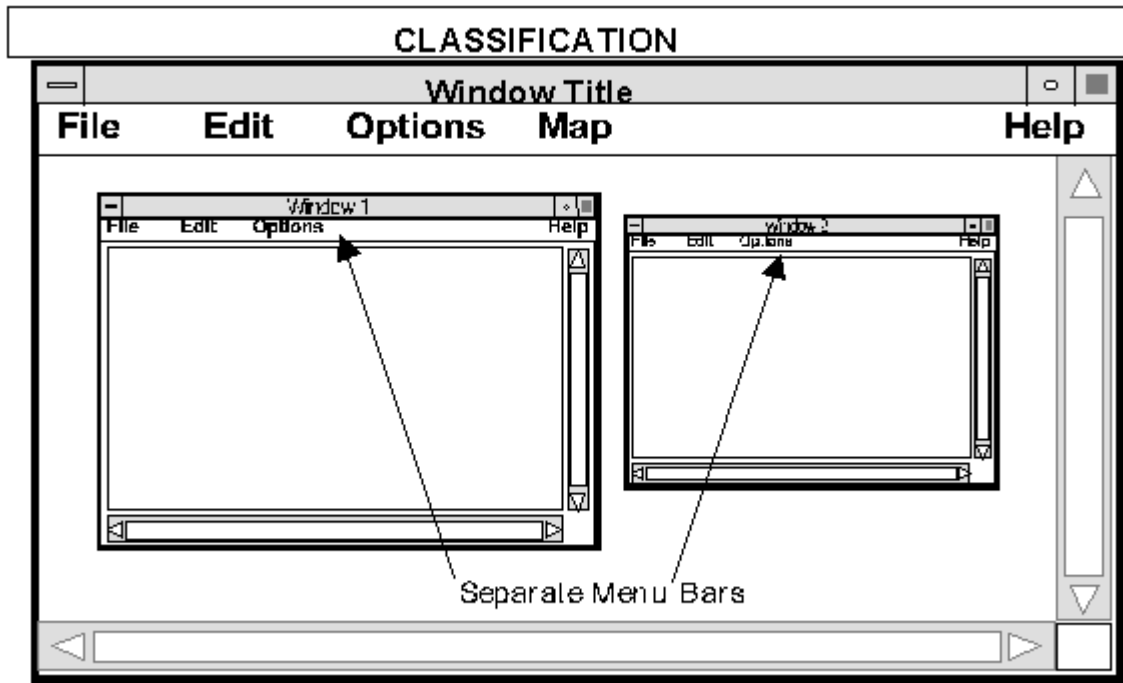 CLASSIFICATION
Window Title
File Edit Options Map Help
Window 1
File Edit Options Help
window 2
File Edit Options Help
Separate Menu Bars